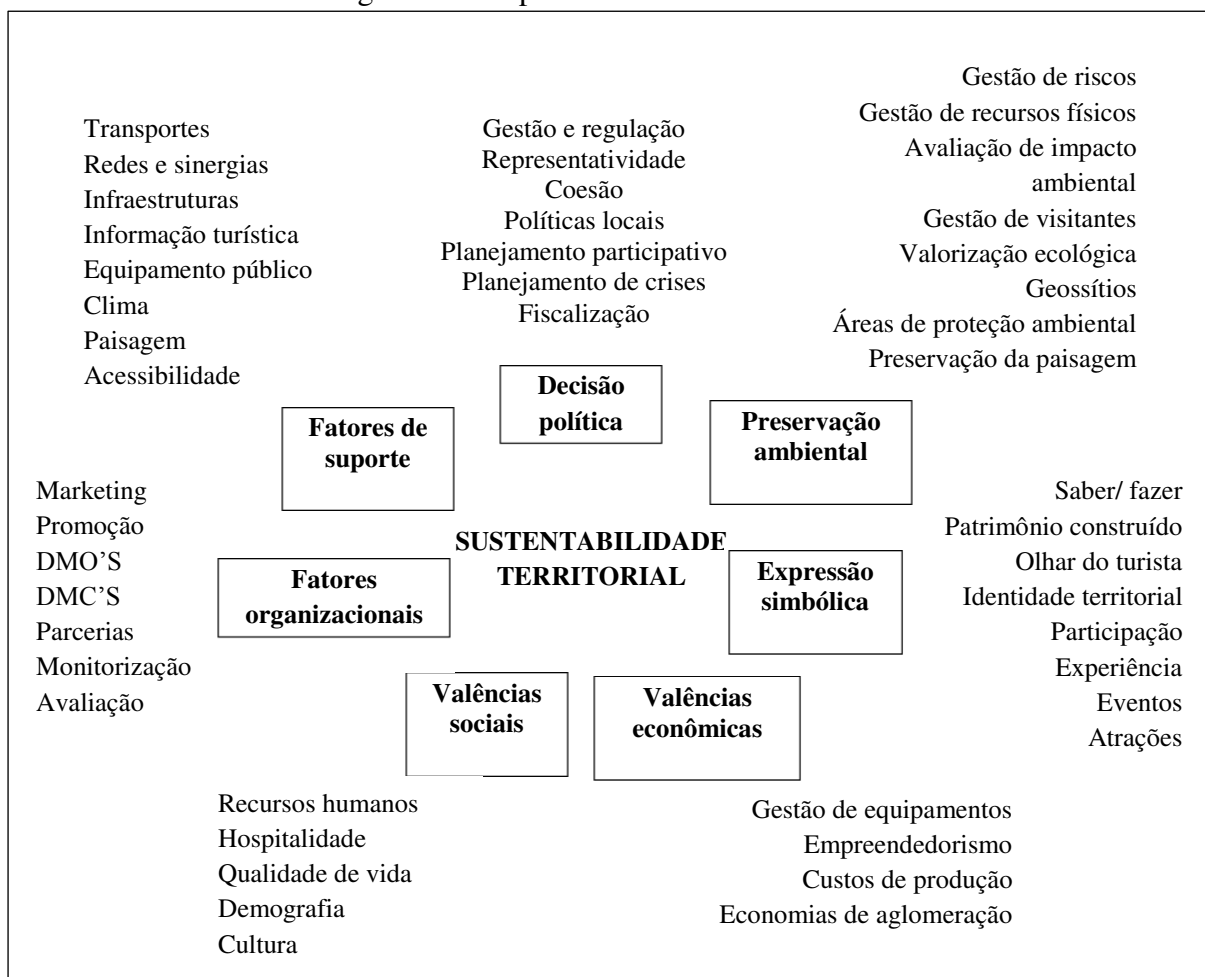 Transportes
Redes e sinergias
Infraestruturas
Informação turística
Equipamento público
Clima
Paisagem
Acessibilidade
Gestão e regulação
Representatividade
Coesão
Políticas locais
Planejamento participativo
Planejamento de crises
Fiscalização
Gestão de riscos
Gestão de recursos físicos
Avaliação de impacto
ambiental
Gestão de visitantes
Valorização ecológica
Geossítios
Áreas de proteção ambiental
Preservação da paisagem
Decisão
política
Fatores de
suporte
Preservação
ambiental
Marketing
Promoção
DMO'S
DMC'S
Parcerias
Monitorização
Avaliação
SUSTENTABILIDADE
TERRITORIAL
Fatores
organizacionais
Expressão
simbólica
Saber/ fazer
Patrimônio construído
Olhar do turista
Identidade territorial
Participação
Experiência
Eventos
Atrações
Valências
sociais
Valências
econômicas
Recursos humanos
Hospitalidade
Qualidade de vida
Demografia
Cultura
Gestão de equipamentos
Empreendedorismo
Custos de produção
Economias de aglomeração